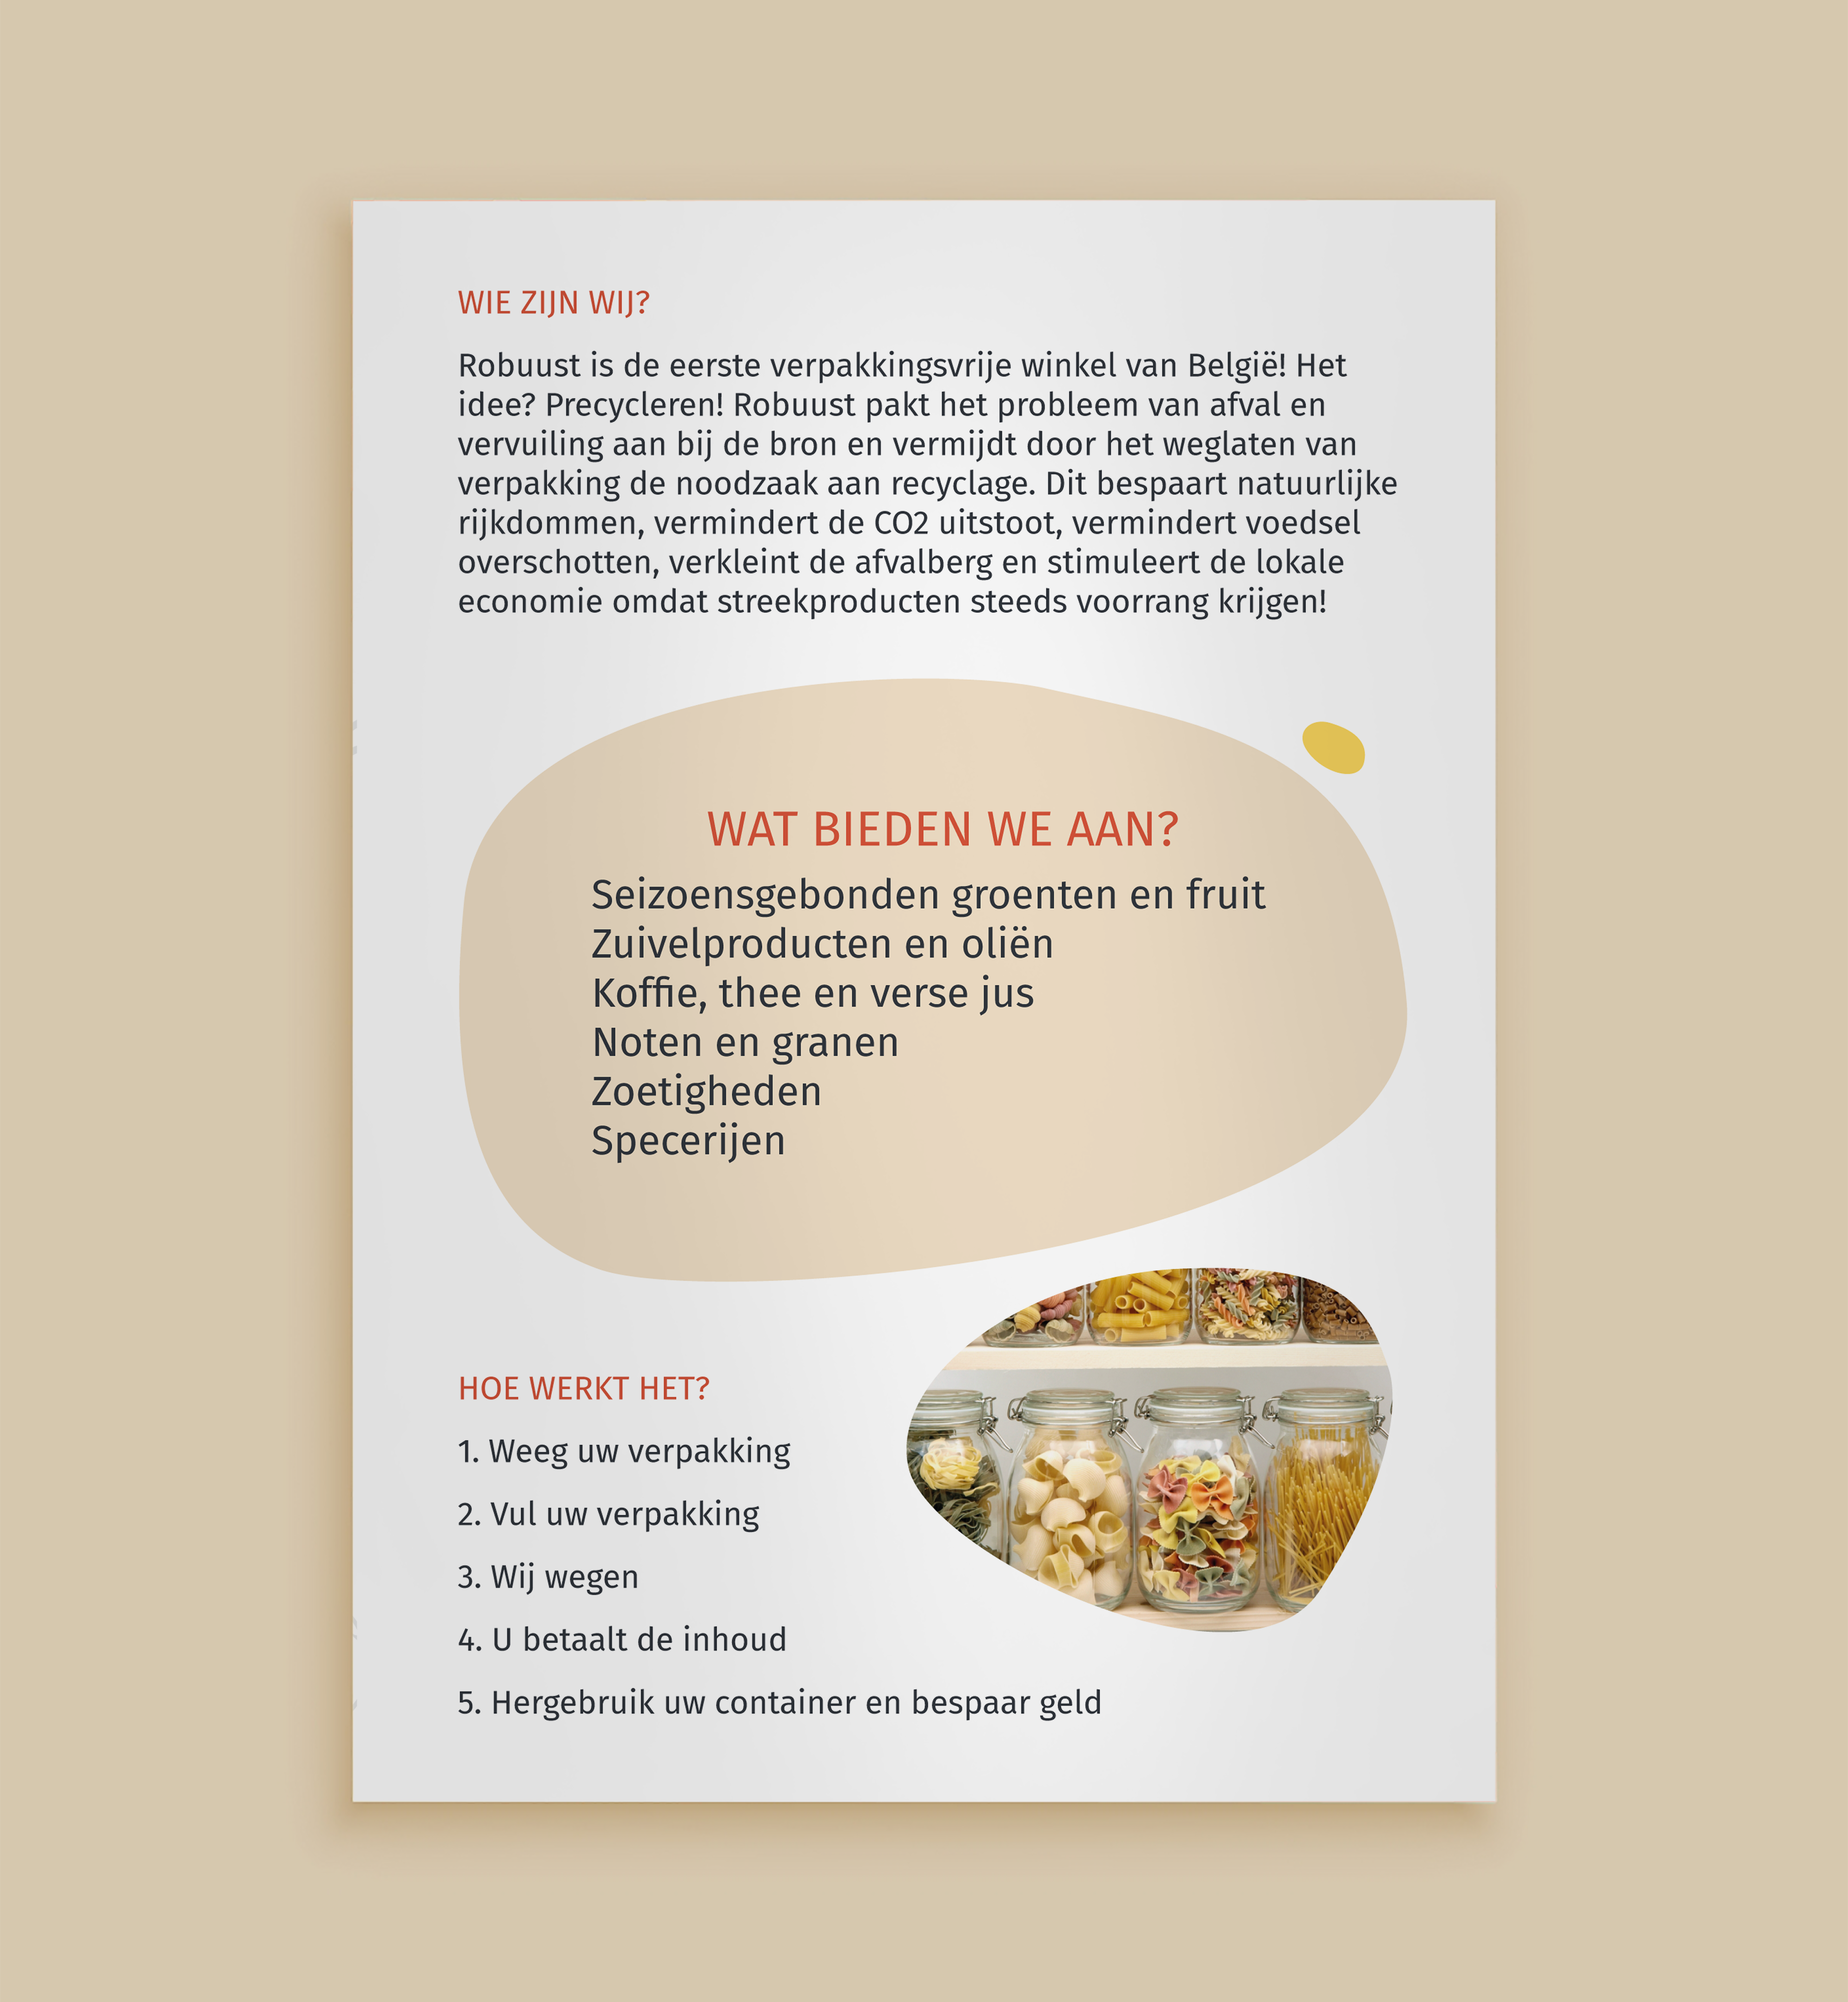 WIE ZIJN WIJ?
Robuust is de eerste verpakkingsvrije winkel van België! Het
idee? Precycleren! Robuust pakt het probleem van afval en
vervuiling aan bij de bron en vermijdt door het weglaten van
verpakking de noodzaak aan recyclage. Dit bespaart natuurlijke
rijkdommen, vermindert de CO2 uitstoot, vermindert voedsel
overschotten, verkleint de afvalberg en stimuleert de lokale
economie omdat streekproducten steeds voorrang krijgen!
WAT BIEDEN WE AAN?
Seizoensgebonden groenten en fruit
Zuivelproducten en oliën
Koffie, thee en verse jus
Noten en granen
Zoetigheden
Specerijen
HOE WERKT HET?
1. Weeg uw verpakking
2. Vul uw verpakking
3. Wij wegen
4. U betaalt de inhoud
5. Hergebruik uw container en bespaar geld